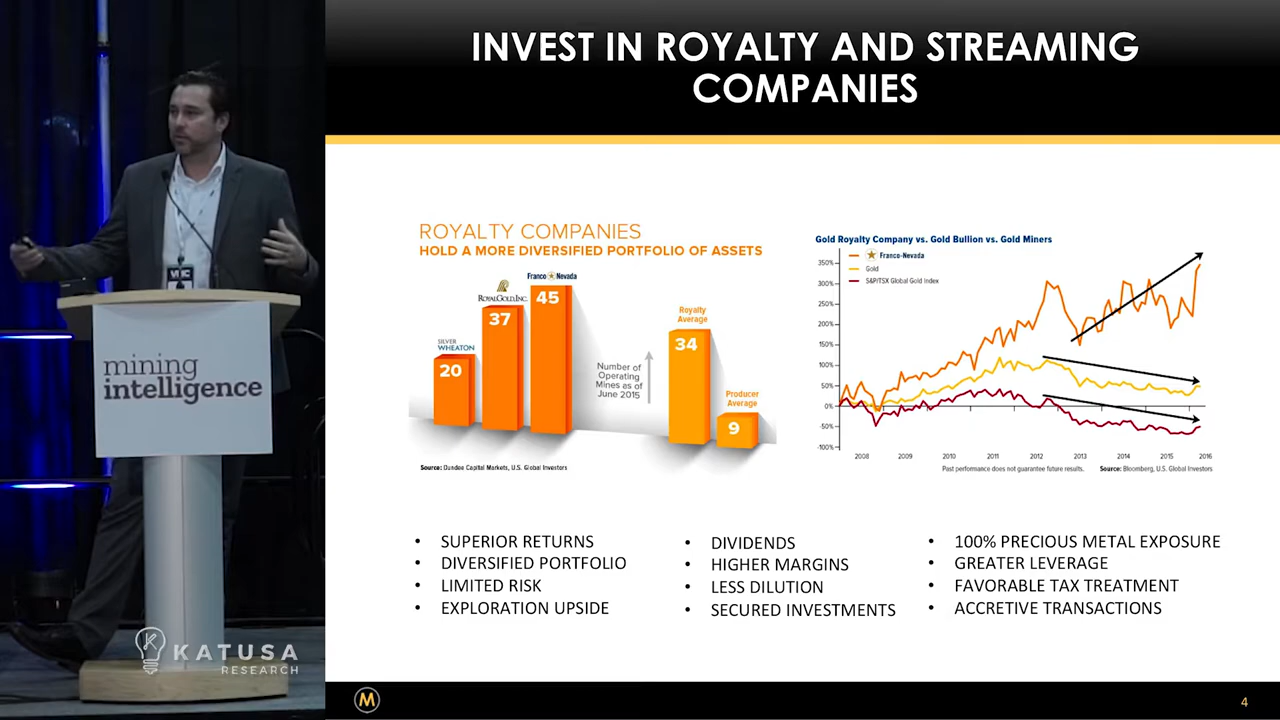 INVEST IN ROYALTY AND STREAMING
COMPANIES
ROYALTY COMPANIES
HOLD A MORE DIVERSIFIED PORTFOLIO OF ASSETS
SILVER
WHEATON
20
ROYAL GOLD, INC.
37
Franco Nevada
45
Number of
Operating
Mines as of
June 2015
Royalty
Average
34
Producer
Average
9
Source: Dundee Capital Markets, U.S. Global Investors
Gold Royalty Company vs. Gold Bullion vs. Gold Miners
Franco-Nevada
Gold
S&P/TSX Global Gold Index
350%
300%
250%
200%
150%
100%
50%
0%
-50%
-100%
2008 2009 2010 2011 2012 2013 2014 2015 2016
Past performance does not guarantee future results. Source: Bloomberg, U.S. Global Investors
• SUPERIOR RETURNS
• DIVERSIFIED PORTFOLIO
• LIMITED RISK
• EXPLORATION UPSIDE
• DIVIDENDS
• HIGHER MARGINS
• LESS DILUTION
• SECURED INVESTMENTS
• 100% PRECIOUS METAL EXPOSURE
• GREATER LEVERAGE
• FAVORABLE TAX TREATMENT
• ACCRETIVE TRANSACTIONS
mining
intelligence
KATUSA
RESEARCH
M
4